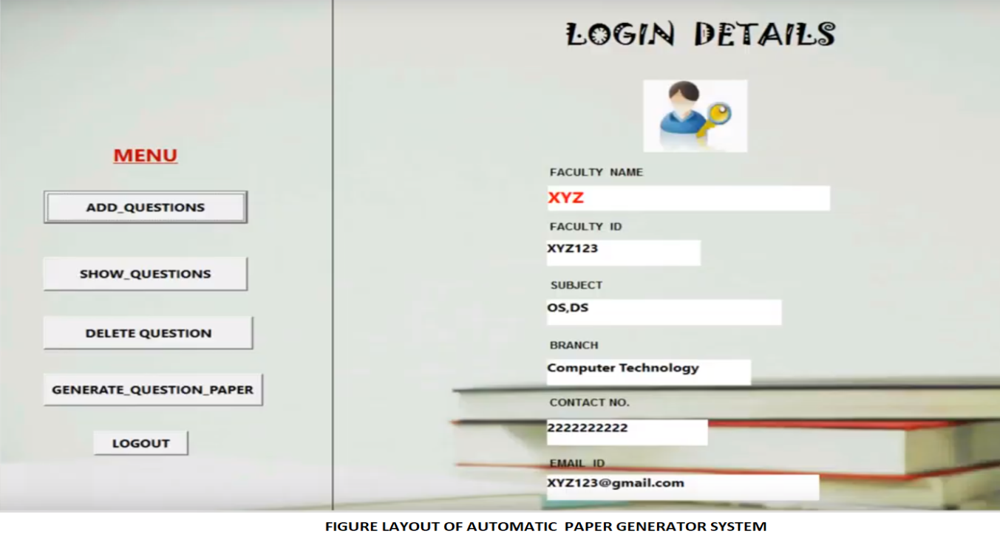 LOGIN DETAILS
MENU
ADD_QUESTIONS
SHOW_QUESTIONS
DELETE QUESTION
GENERATE_QUESTION_PAPER
LOGOUT
FACULTY NAME
XYZ
FACULTY ID
XYZ123
SUBJECT
OS,DS
BRANCH
Computer Technology
CONTACT NO.
2222222222
EMAIL ID
XYZ123@gmail.com
FIGURE LAYOUT OF AUTOMATIC PAPER GENERATOR SYSTEM